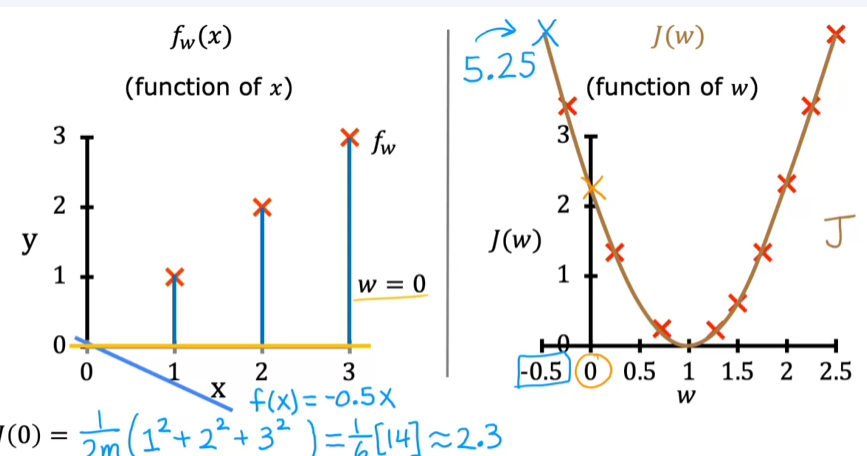 f_w(x)
(function of x)
3
2
1
0
y
0 1 2 3
x
f_w
w = 0
f(x) = -0.5x
J(0) = 1/2m (1² + 2² + 3²) = 1/6 [14] ≈ 2.3
5.25
J(w)
(function of w)
3
2
1
0
J(w)
-0.5 0 0.5 1 1.5 2 2.5
w
J